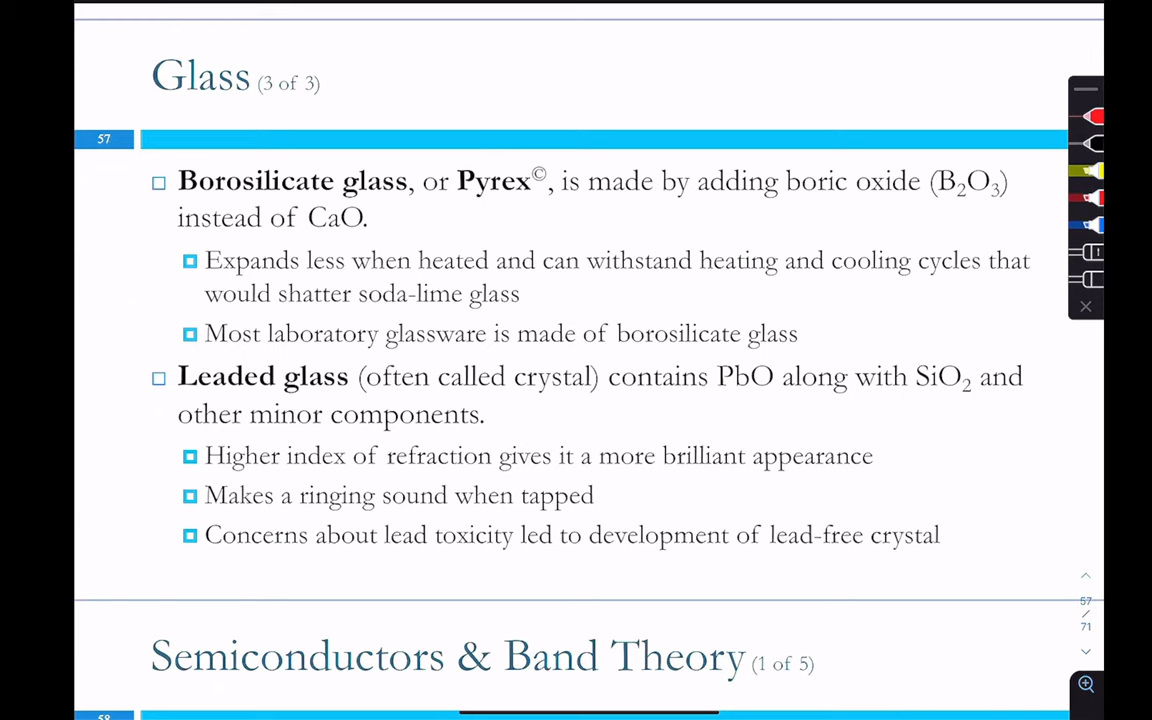 Glass (3 of 3)
57
Borosilicate glass, or Pyrex©, is made by adding boric oxide (B₂O₃)
instead of CaO.
Expands less when heated and can withstand heating and cooling cycles that
would shatter soda-lime glass
Most laboratory glassware is made of borosilicate glass
Leaded glass (often called crystal) contains PbO along with SiO₂ and
other minor components.
Higher index of refraction gives it a more brilliant appearance
Makes a ringing sound when tapped
Concerns about lead toxicity led to development of lead-free crystal
57
/
71
Semiconductors & Band Theory (1 of 5)
58